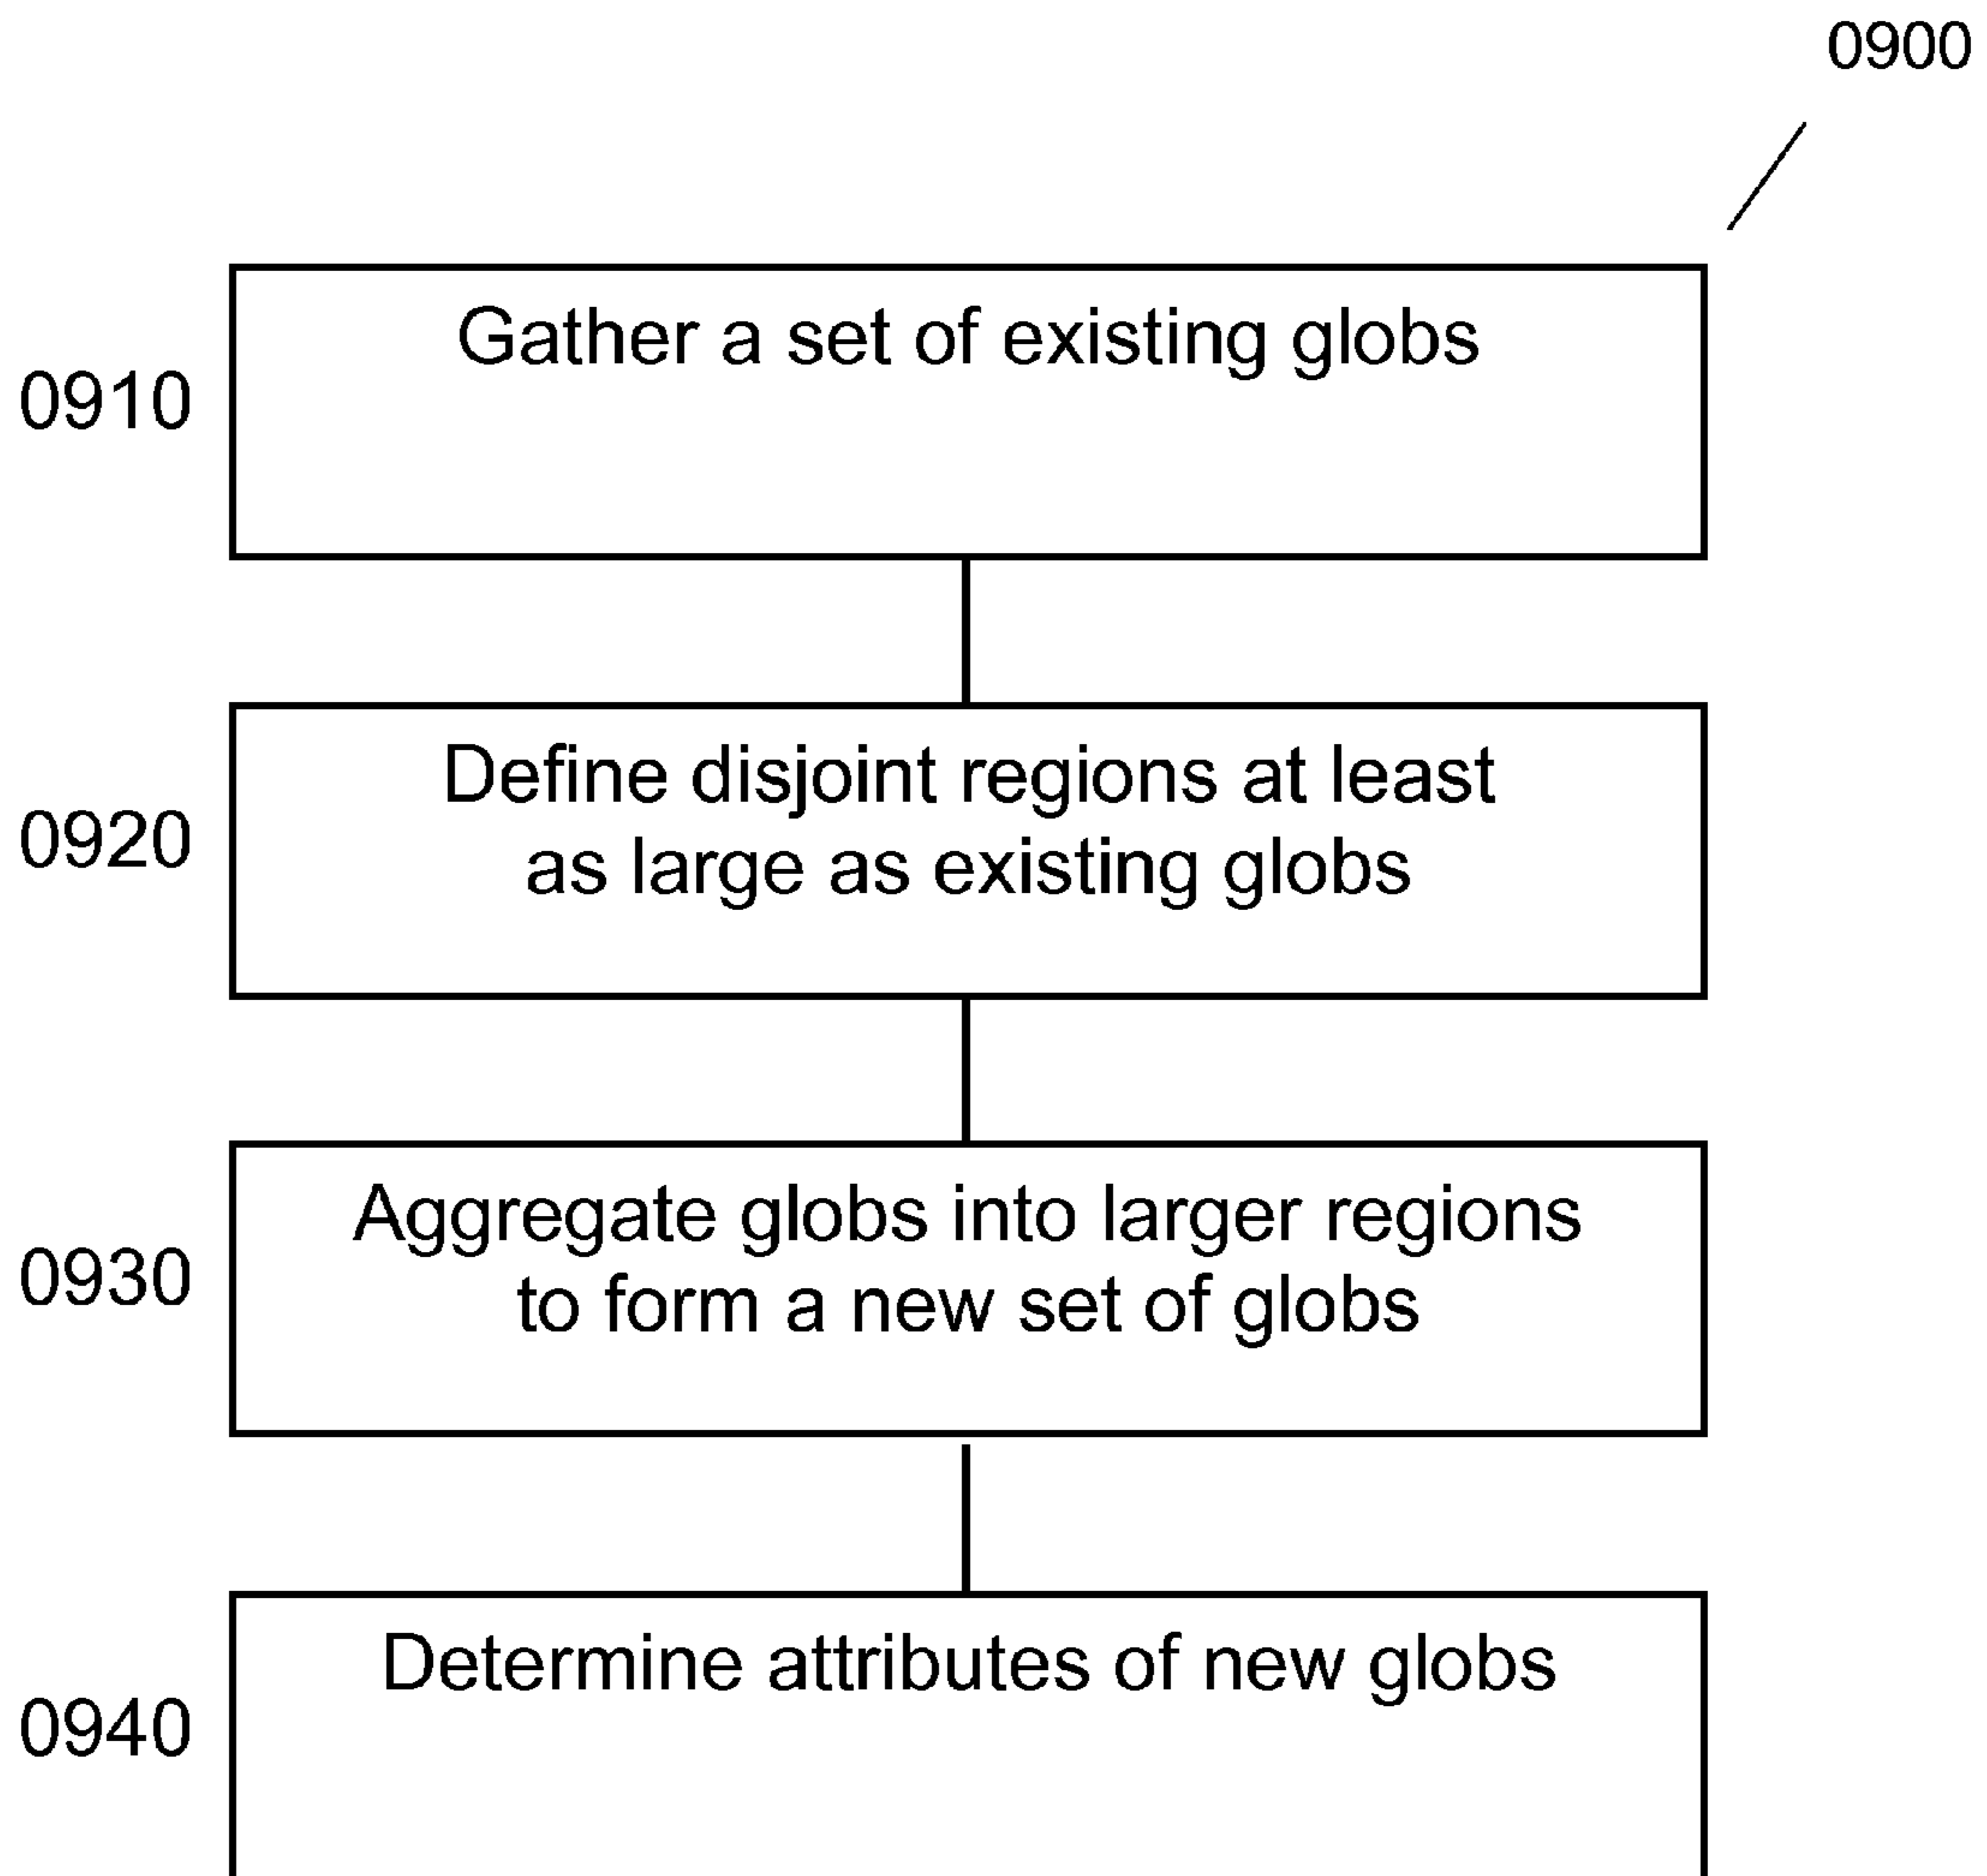 0900
0910
Gather a set of existing globs
0920
Define disjoint regions at least
as large as existing globs
0930
Aggregate globs into larger regions
to form a new set of globs
0940
Determine attributes of new globs